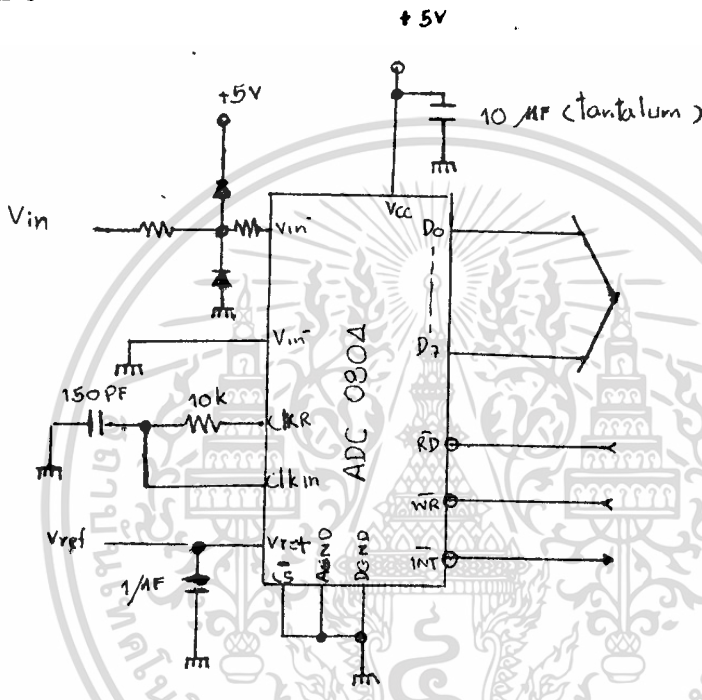 +5V
+5V
10 µF (tantalum)
Vin
Vin
Vcc
D0
Vin-
D7
ADC 0804
150PF
10k
ClkR
Clkin
RD
WR
INT
Vref
Vref
1µF
CS
AGND
DGND